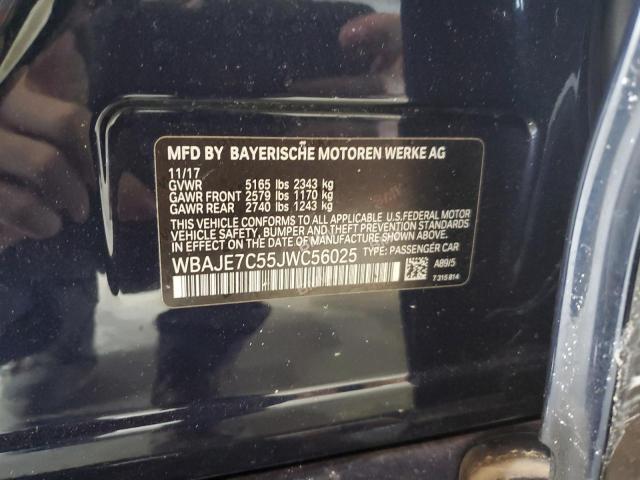 MFD BY BAYERISCHE MOTOREN WERKE AG
11/17
GVWR 5165 lbs 2343 kg
GAWR FRONT 2579 lbs 1170 kg
GAWR REAR 2740 lbs 1243 kg
THIS VEHICLE CONFORMS TO ALL APPLICABLE U.S.FEDERAL MOTOR
VEHICLE SAFETY, BUMPER AND THEFT PREVENTION STANDARDS
IN EFFECT ON THE DATE OF MANUFACTURE SHOWN ABOVE.
WBAJE7C55JWC56025 TYPE: PASSENGER CAR
A89/5
7 315 814